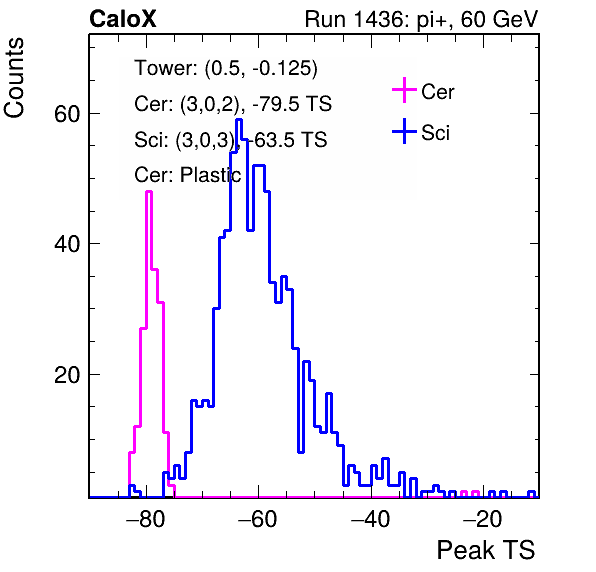 CaloX Run 1436: pi+, 60 GeV
Counts
Tower: (0.5, -0.125)
Cer: (3,0,2), -79.5 TS
Sci: (3,0,3), -63.5 TS
Cer: Plastic
Cer
Sci
60
40
20
−80 −60 −40 −20
Peak TS